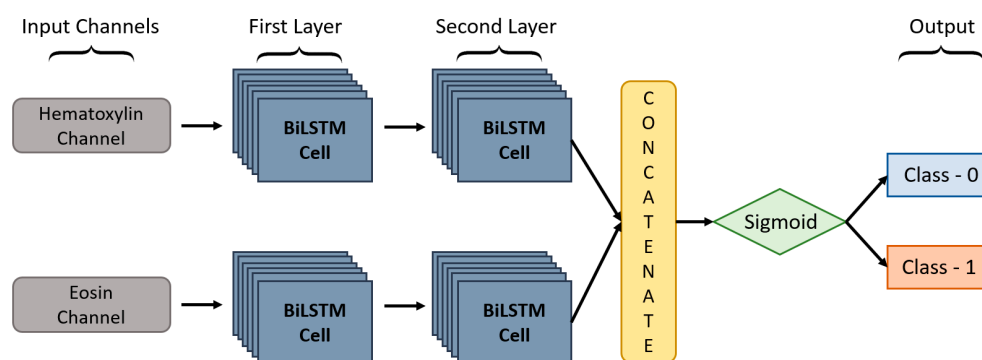 Input Channels
First Layer
Second Layer
Output
Hematoxylin
Channel
BiLSTM
Cell
BiLSTM
Cell
CONCATENATE
Sigmoid
Class - 0
Class - 1
Eosin
Channel
BiLSTM
Cell
BiLSTM
Cell